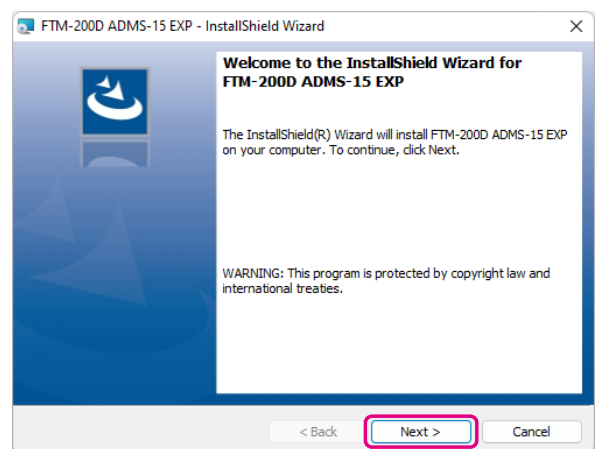 FTM-200D ADMS-15 EXP - InstallShield Wizard
Welcome to the InstallShield Wizard for
FTM-200D ADMS-15 EXP
The InstallShield(R) Wizard will install FTM-200D ADMS-15 EXP
on your computer. To continue, click Next.
WARNING: This program is protected by copyright law and
international treaties.
< Back Next > Cancel